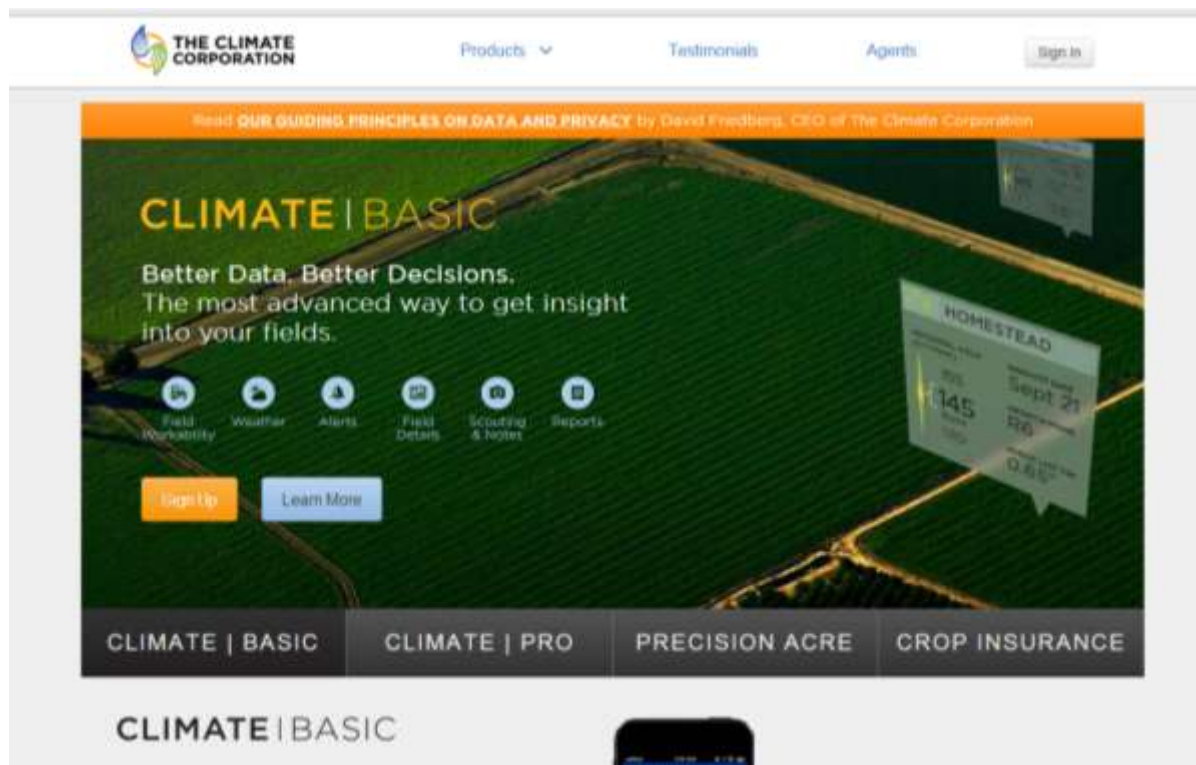 THE CLIMATE
CORPORATION
Products
Testimonials
Agents
Sign In
Read OUR GUIDING PRINCIPLES ON DATA AND PRIVACY by David Friedberg, CEO of The Climate Corporation
CLIMATE | BASIC
Better Data. Better Decisions.
The most advanced way to get insight
into your fields.
Field
Workability
Weather
Alerts
Field
Details
Scouting
& Notes
Reports
Sign Up
Learn More
HOMESTEAD
145
Sept 21
R6
0.65"
CLIMATE | BASIC
CLIMATE | PRO
PRECISION ACRE
CROP INSURANCE
CLIMATE | BASIC